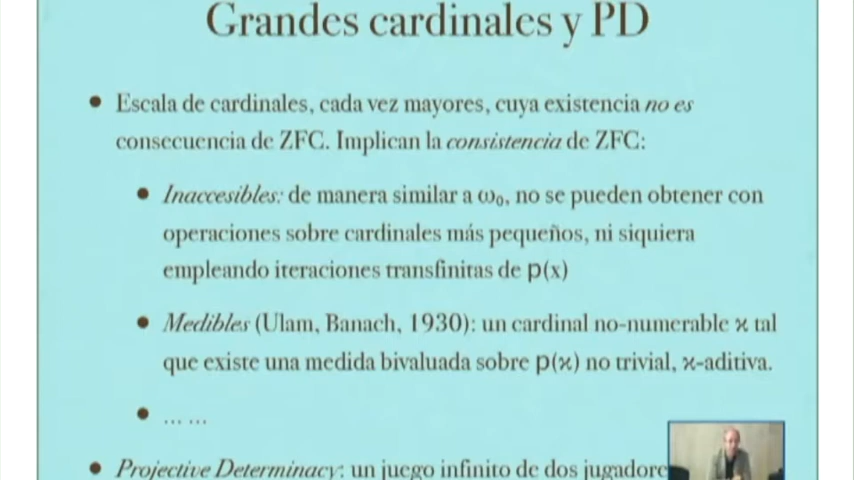 Grandes cardinales y PD
• Escala de cardinales, cada vez mayores, cuya existencia no es
consecuencia de ZFC. Implican la consistencia de ZFC:
• Inaccesibles: de manera similar a ω₀, no se pueden obtener con
operaciones sobre cardinales más pequeños, ni siquiera
empleando iteraciones transfinitas de p(x)
• Medibles (Ulam, Banach, 1930): un cardinal no-numerable ϰ tal
que existe una medida bivaluada sobre p(ϰ) no trivial, ϰ-aditiva.
• ... ...
• Projective Determinacy: un juego infinito de dos jugadore